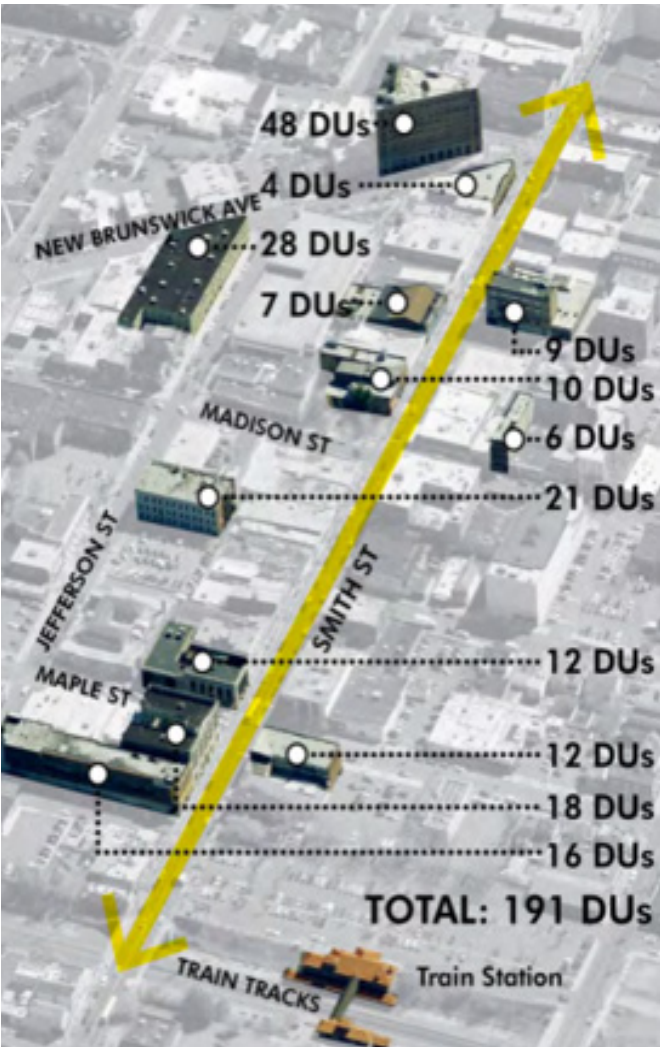 48 DUs
4 DUs
NEW BRUNSWICK AVE
28 DUs
7 DUs
9 DUs
10 DUs
MADISON ST
6 DUs
21 DUs
JEFFERSON ST
SMITH ST
12 DUs
MAPLE ST
12 DUs
18 DUs
16 DUs
TOTAL: 191 DUs
TRAIN TRACKS
Train Station